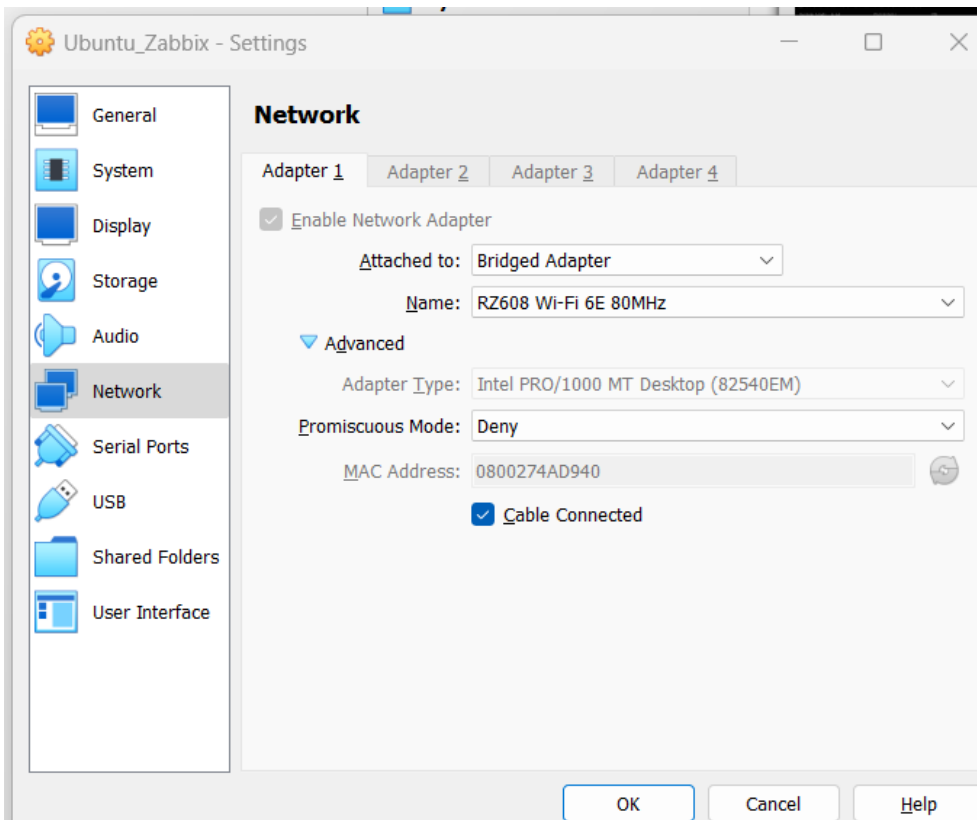 Ubuntu_Zabbix - Settings
General
System
Display
Storage
Audio
Network
Serial Ports
USB
Shared Folders
User Interface
Network
Adapter 1 Adapter 2 Adapter 3 Adapter 4
Enable Network Adapter
Attached to: Bridged Adapter
Name: RZ608 Wi-Fi 6E 80MHz
Advanced
Adapter Type: Intel PRO/1000 MT Desktop (82540EM)
Promiscuous Mode: Deny
MAC Address: 0800274AD940
Cable Connected
OK Cancel Help